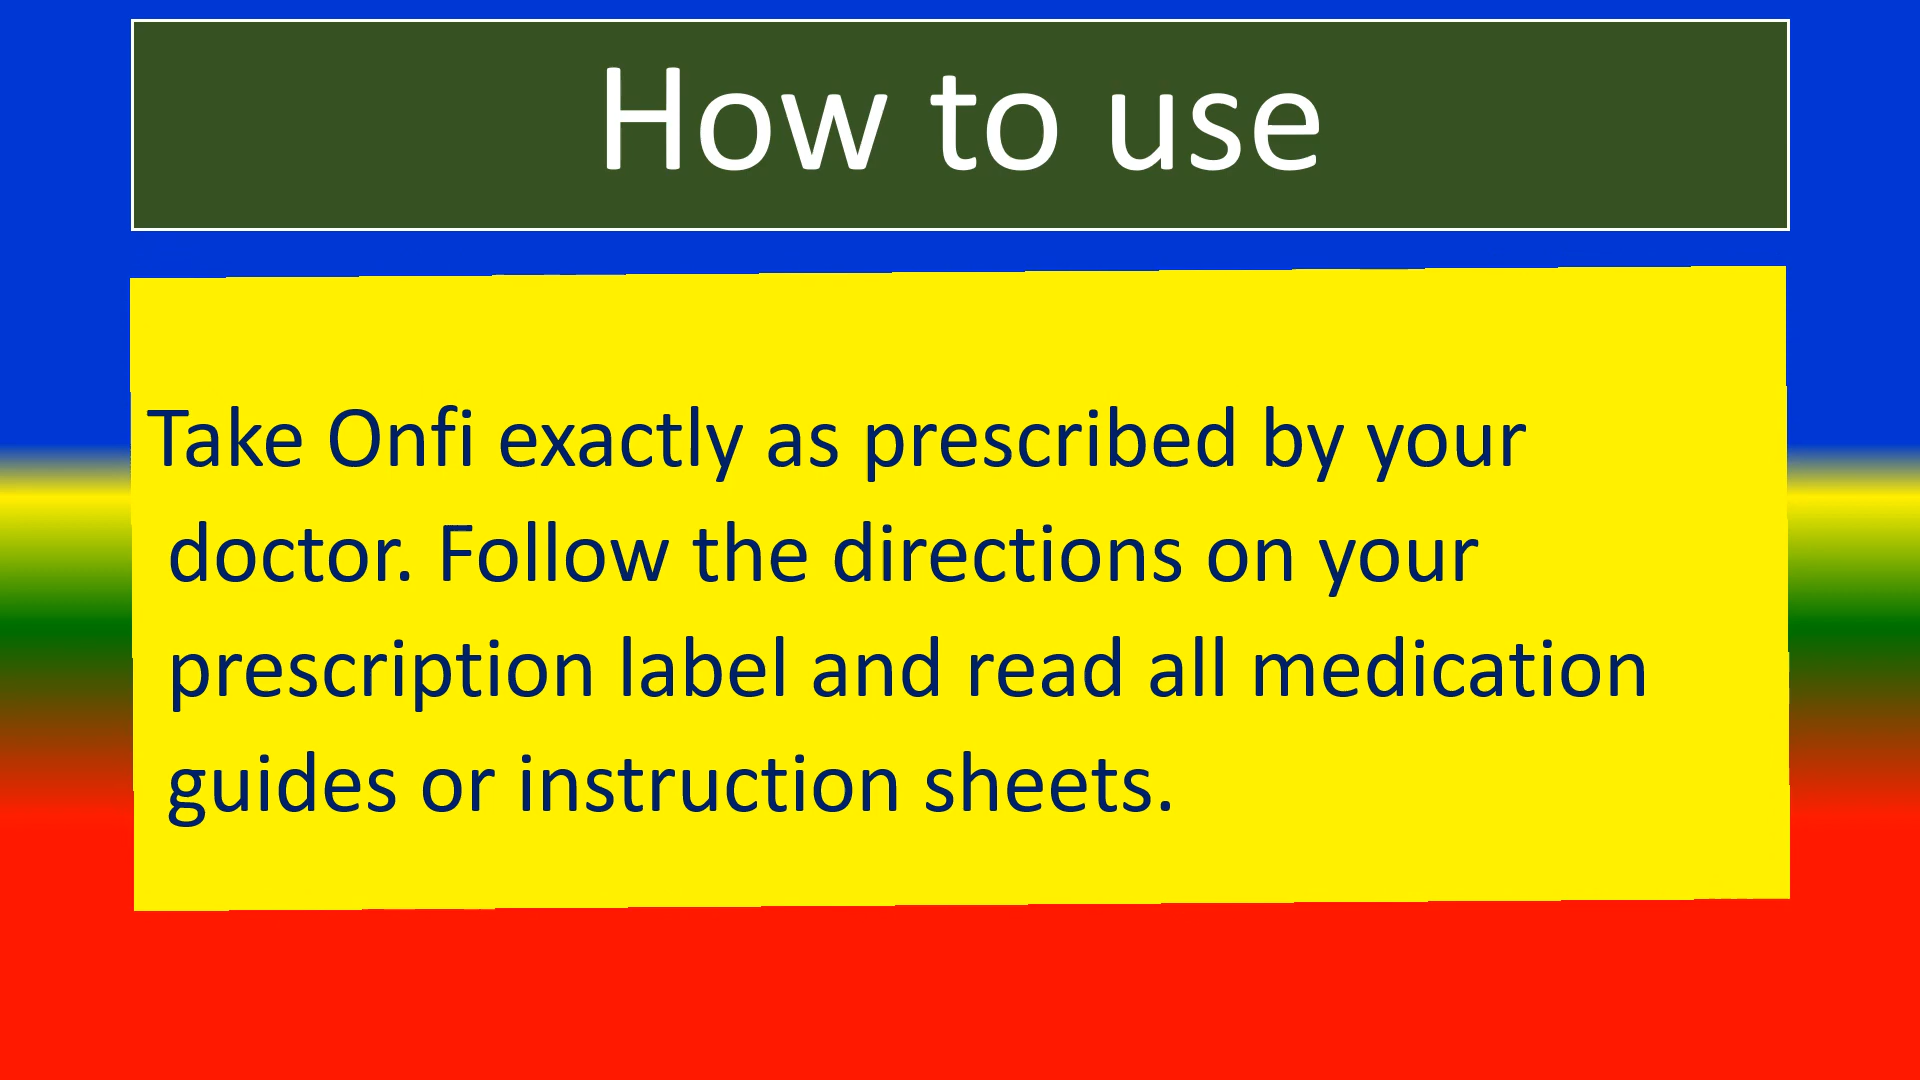 How to use
Take Onfi exactly as prescribed by your
doctor. Follow the directions on your
prescription label and read all medication
guides or instruction sheets.